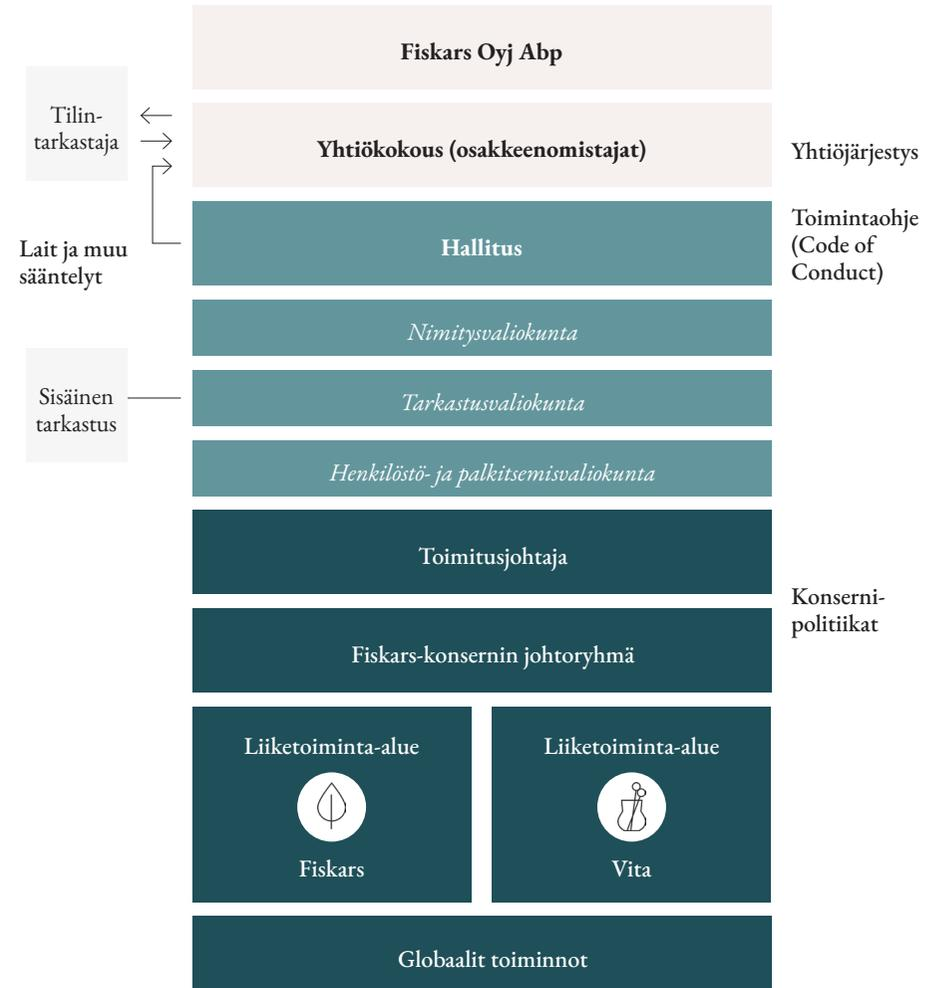 Fiskars Oyj Abp
Tilin-
tarkastaja
Yhtiökokous (osakkeenomistajat)
Yhtiöjärjestys
Lait ja muu
sääntelyt
Hallitus
Toimintaohje
(Code of
Conduct)
Nimitysvaliokunta
Sisäinen
tarkastus
Tarkastusvaliokunta
Henkilöstö- ja palkitsemisvaliokunta
Toimitusjohtaja
Konserni-
politiikat
Fiskars-konsernin johtoryhmä
Liiketoiminta-alue
Fiskars
Liiketoiminta-alue
Vita
Globaalit toiminnot